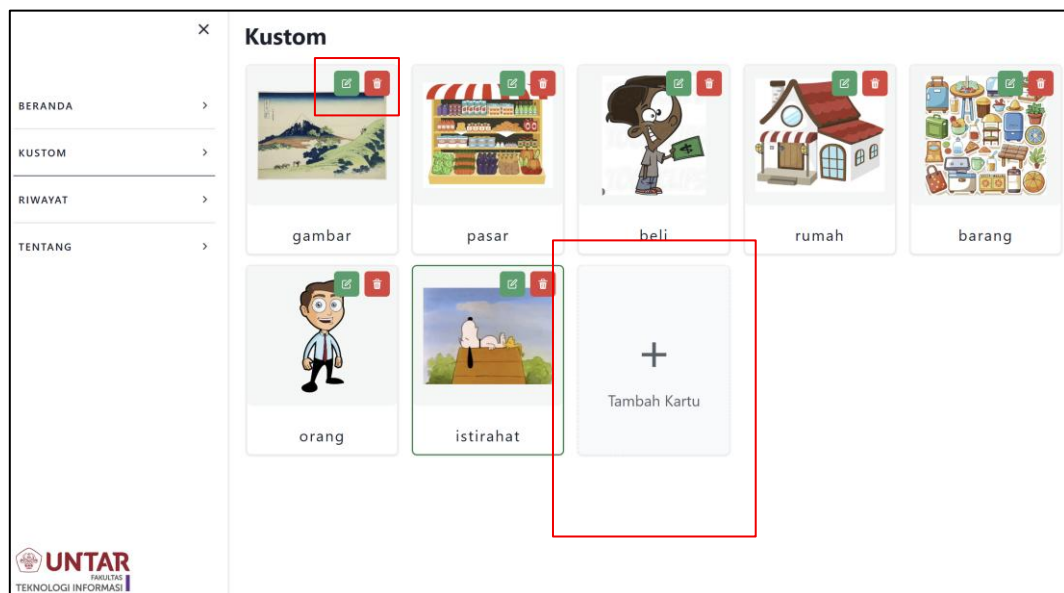 ×
Kustom
BERANDA >
KUSTOM >
RIWAYAT >
TENTANG >
gambar
pasar
beli
rumah
barang
orang
istirahat
+
Tambah Kartu
UNTAR
FAKULTAS
TEKNOLOGI INFORMASI